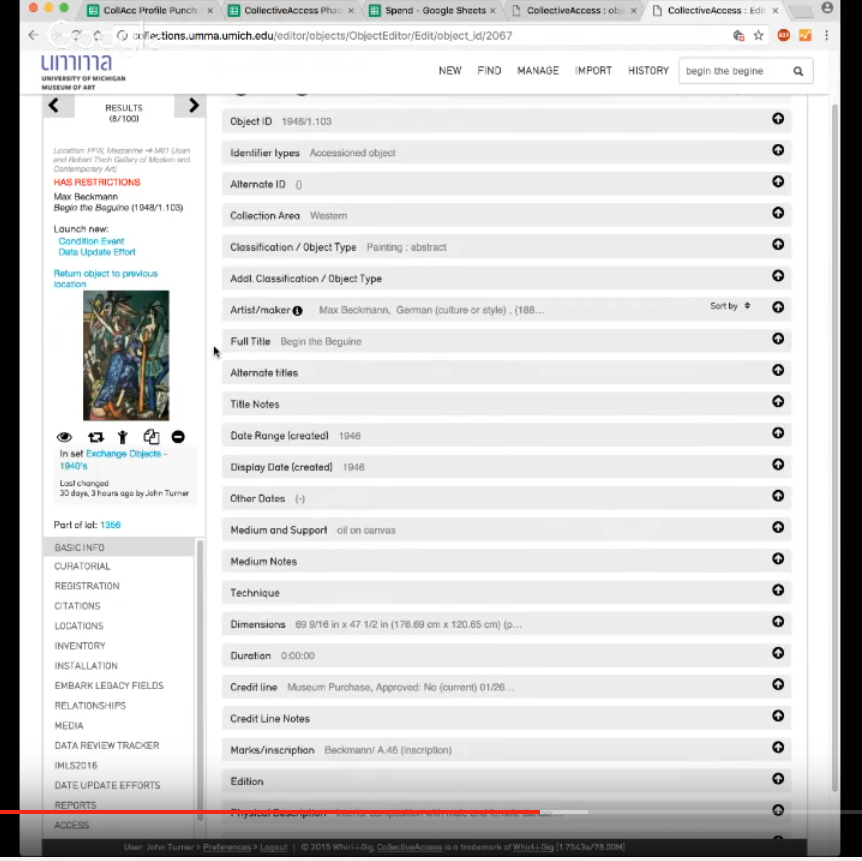 CollAcc Profile Punch
CollectiveAccess Phas
Spend - Google Sheets
CollectiveAccess : obj
CollectiveAccess : Edit
Google
collections.umma.umich.edu/editor/objects/ObjectEditor/Edit/object_id/2067
umma
UNIVERSITY OF MICHIGAN
MUSEUM OF ART
NEW FIND MANAGE IMPORT HISTORY begin the begine
RESULTS
(8/100)
Location: FFW, Mezzanine ➔ M01 (Joan
and Robert Tisch Gallery of Modern and
Contemporary Art)
HAS RESTRICTIONS
Max Beckmann
Begin the Beguine (1948/1.103)
Launch new:
Condition Event
Data Update Effort
Return object to previous
location
In set Exchange Objects -
1940's
Last changed
30 days, 3 hours ago by John Turner
Part of lot: 1356
BASIC INFO
CURATORIAL
REGISTRATION
CITATIONS
LOCATIONS
INVENTORY
INSTALLATION
EMBARK LEGACY FIELDS
RELATIONSHIPS
MEDIA
DATA REVIEW TRACKER
IMLS2016
DATE UPDATE EFFORTS
REPORTS
ACCESS
Object ID 1948/1.103
Identifier types Accessioned object
Alternate ID ()
Collection Area Western
Classification / Object Type Painting : abstract
Addl. Classification / Object Type
Artist/maker Max Beckmann, German (culture or style) , (188... Sort by
Full Title Begin the Beguine
Alternate titles
Title Notes
Date Range (created) 1946
Display Date (created) 1946
Other Dates (-)
Medium and Support oil on canvas
Medium Notes
Technique
Dimensions 69 9/16 in x 47 1/2 in (176.69 cm x 120.65 cm) (p...
Duration 0:00:00
Credit line Museum Purchase, Approved: No (current) 01/26...
Credit Line Notes
Marks/inscription Beckmann/ A.46 (inscription)
Edition
Physical Description Interior composition with male and female dancer...
User: John Turner > Preferences > Logout | © 2015 Whirl-i-Gig, CollectiveAccess is a trademark of Whirl-i-Gig [1.7543s/78.00M]